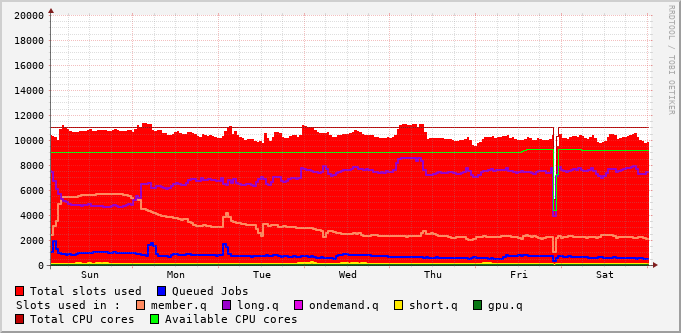 20000
18000
16000
14000
12000
10000
8000
6000
4000
2000
0
Sun Mon Tue Wed Thu Fri Sat
RRDTOOL / TOBI OETIKER
Total slots used Queued Jobs
Slots used in : member.q long.q ondemand.q short.q gpu.q
Total CPU cores Available CPU cores